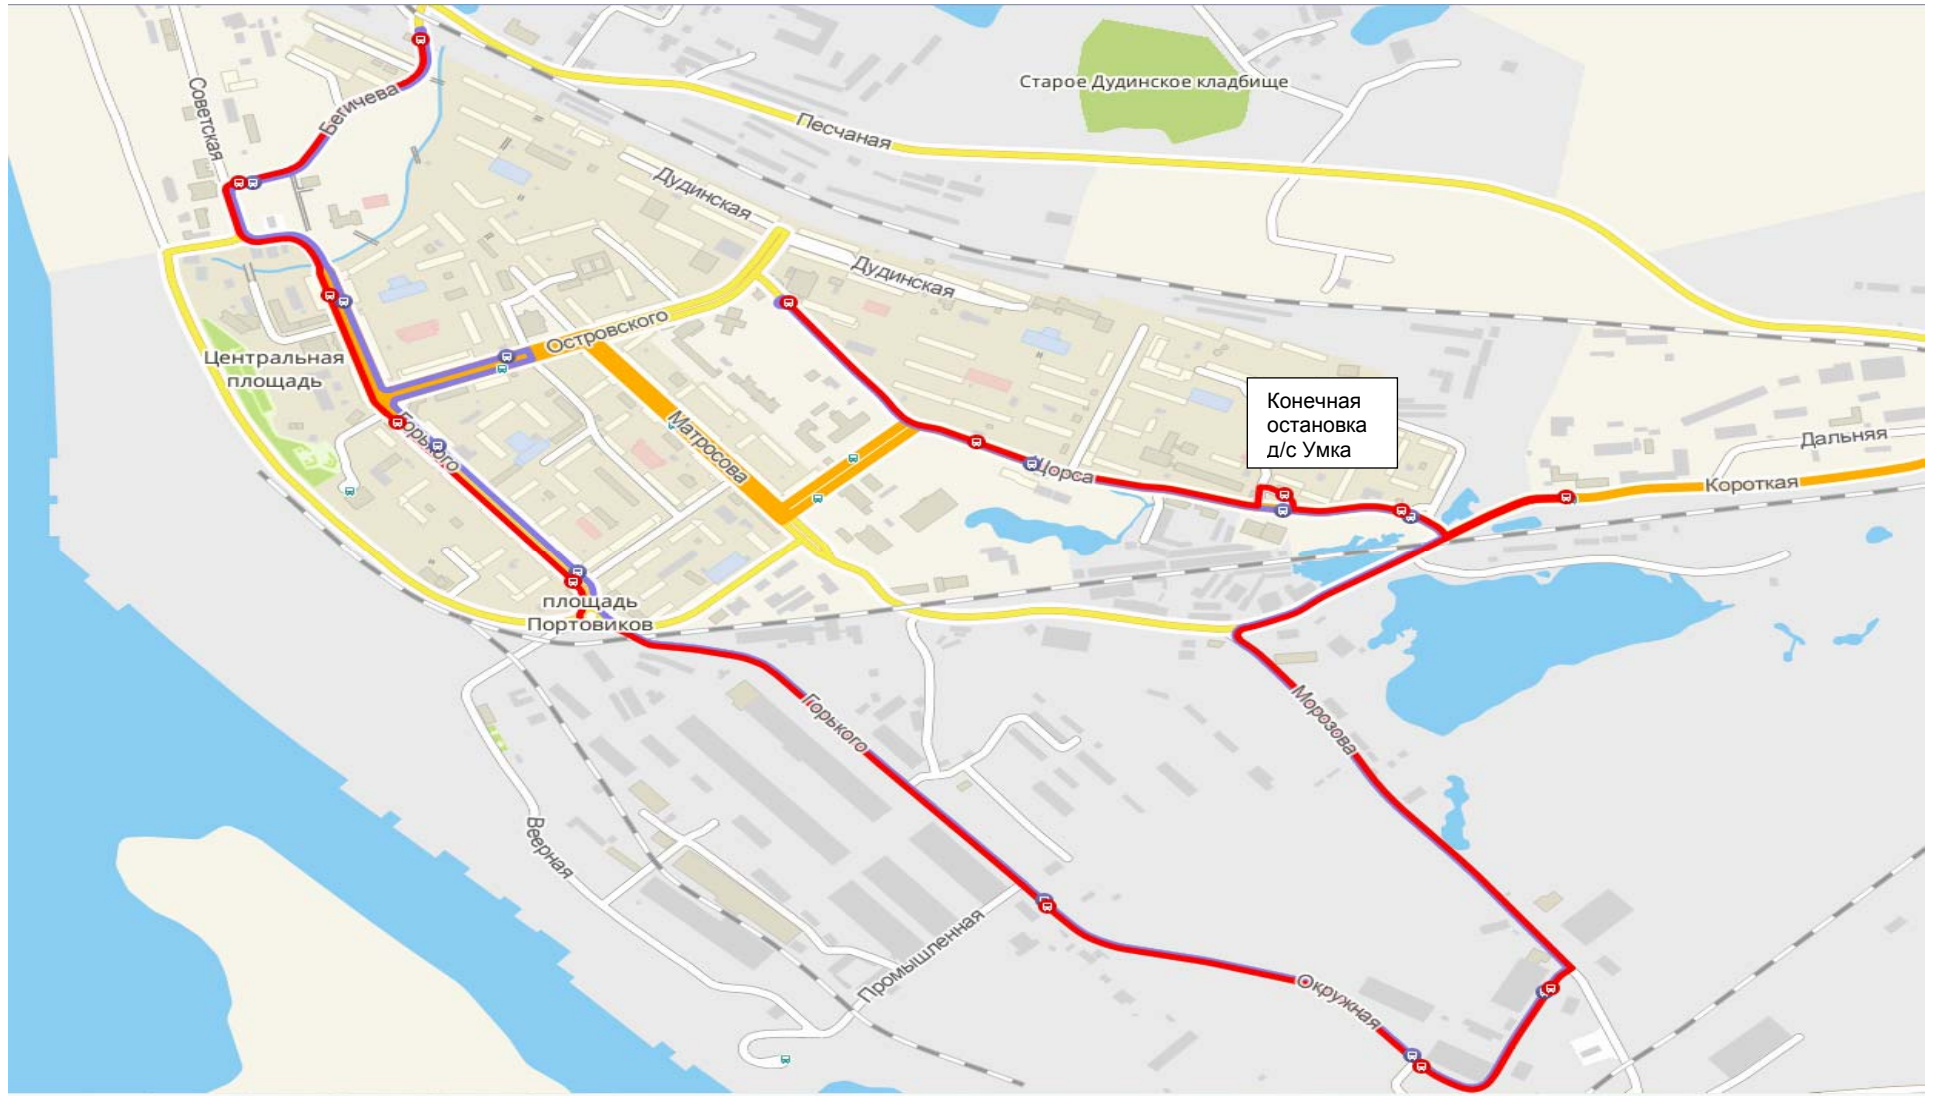 Советская
Бегичева
Старое Дудинское кладбище
Песчаная
Дудинская
Дудинская
Островского
Центральная
площадь
Горького
Матросова
Щорса
Конечная
остановка
д/с Умка
Дальняя
Короткая
площадь
Портовиков
Горького
Морозова
Веерная
Промышленная
Окружная